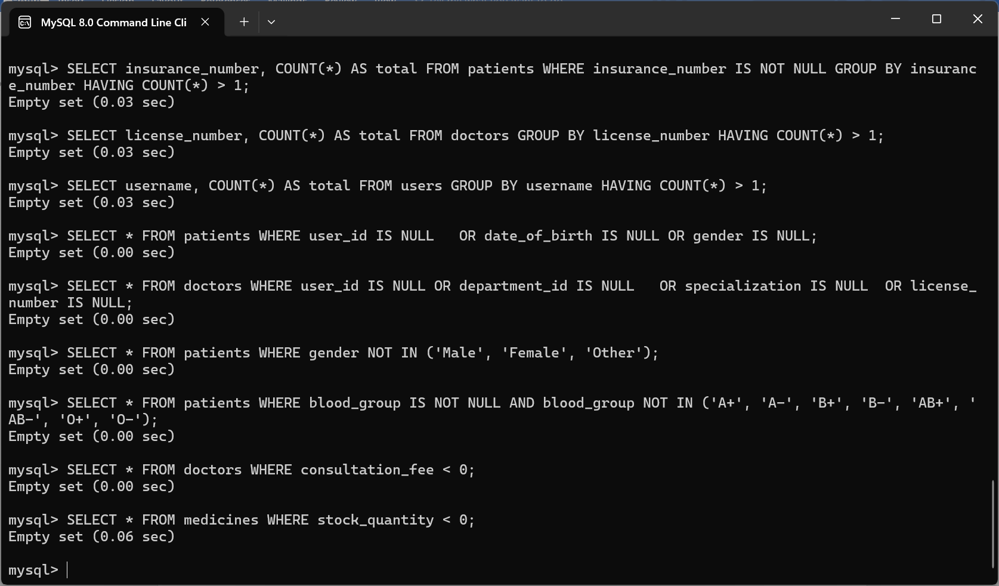 MySQL 8.0 Command Line Cli
mysql> SELECT insurance_number, COUNT(*) AS total FROM patients WHERE insurance_number IS NOT NULL GROUP BY insuranc
e_number HAVING COUNT(*) > 1;
Empty set (0.03 sec)
mysql> SELECT license_number, COUNT(*) AS total FROM doctors GROUP BY license_number HAVING COUNT(*) > 1;
Empty set (0.03 sec)
mysql> SELECT username, COUNT(*) AS total FROM users GROUP BY username HAVING COUNT(*) > 1;
Empty set (0.03 sec)
mysql> SELECT * FROM patients WHERE user_id IS NULL   OR date_of_birth IS NULL OR gender IS NULL;
Empty set (0.00 sec)
mysql> SELECT * FROM doctors WHERE user_id IS NULL OR department_id IS NULL   OR specialization IS NULL  OR license_
number IS NULL;
Empty set (0.00 sec)
mysql> SELECT * FROM patients WHERE gender NOT IN ('Male', 'Female', 'Other');
Empty set (0.00 sec)
mysql> SELECT * FROM patients WHERE blood_group IS NOT NULL AND blood_group NOT IN ('A+', 'A-', 'B+', 'B-', 'AB+', '
AB-', 'O+', 'O-');
Empty set (0.00 sec)
mysql> SELECT * FROM doctors WHERE consultation_fee < 0;
Empty set (0.00 sec)
mysql> SELECT * FROM medicines WHERE stock_quantity < 0;
Empty set (0.06 sec)
mysql>